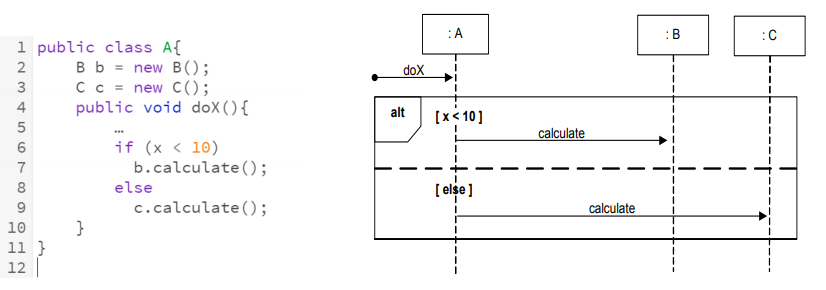 1 public class A{
2 B b = new B();
3 C c = new C();
4 public void doX(){
5 …
6 if (x < 10)
7 b.calculate();
8 else
9 c.calculate();
10 }
11 }
12
: A
: B
: C
doX
alt
[ x < 10 ]
calculate
[ else ]
calculate